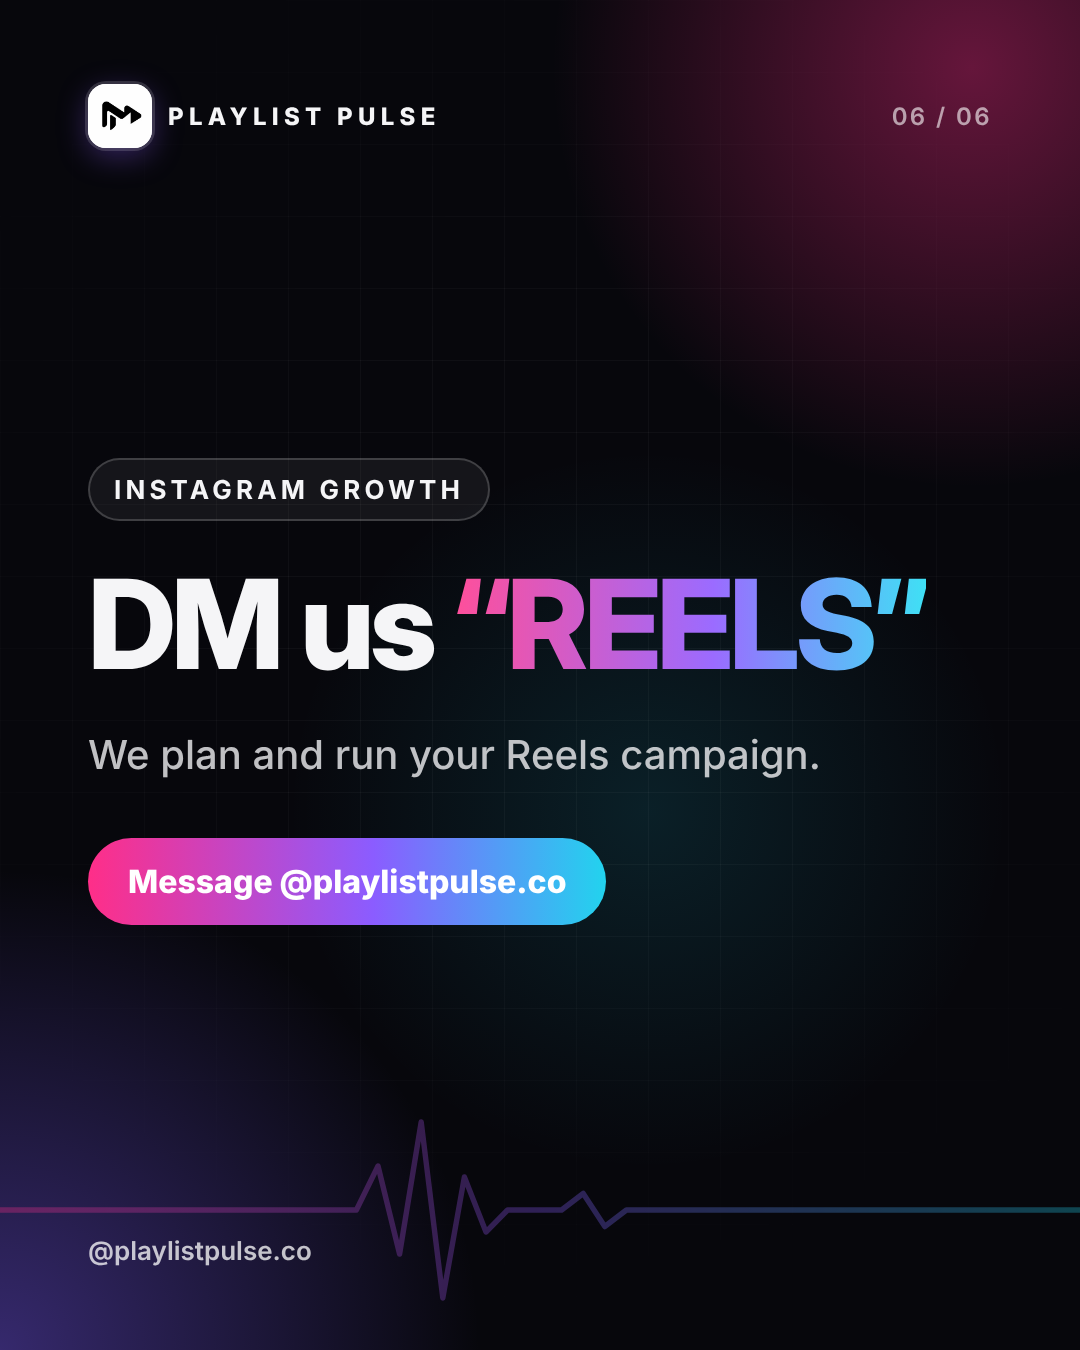 PLAYLIST PULSE
06 / 06
INSTAGRAM GROWTH
DM us “REELS”
We plan and run your Reels campaign.
Message @playlistpulse.co
@playlistpulse.co